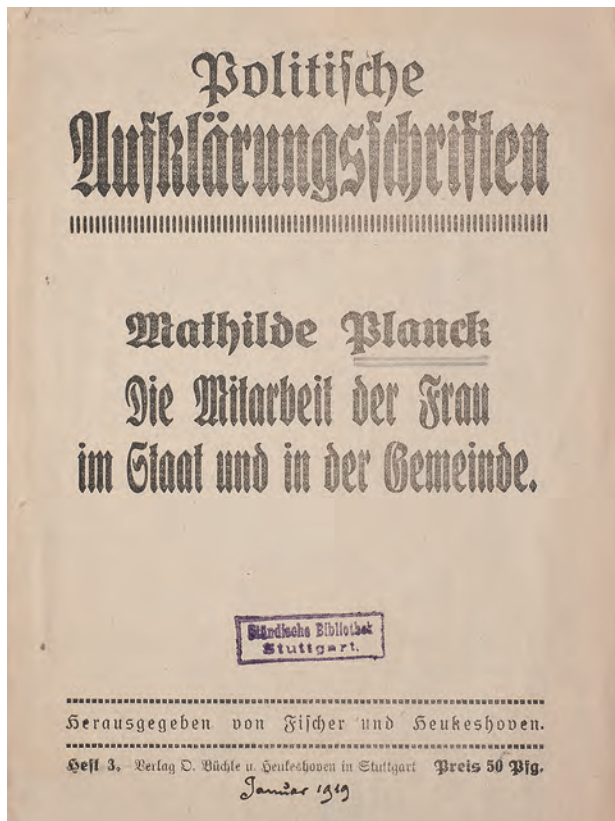 Politische
Aufklärungsschriften
Mathilde Planck
Die Mitarbeit der Frau
im Staat und in der Gemeinde.
Ständische Bibliothek
Stuttgart.
Herausgegeben von Fischer und Heukeshoven.
Heft 3. Verlag O. Büchle u. Heukeshoven in Stuttgart Preis 50 Pfg.
Januar 1919